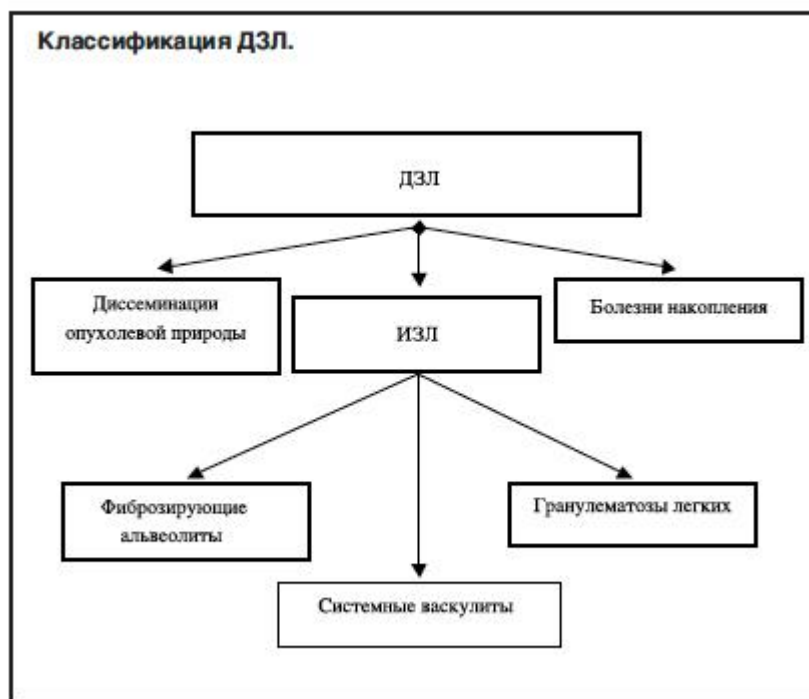 Классификация ДЗЛ.
ДЗЛ
Диссеминации
опухолевой природы
ИЗЛ
Болезни накопления
Фиброзирующие
альвеолиты
Гранулематозы легких
Системные васкулиты